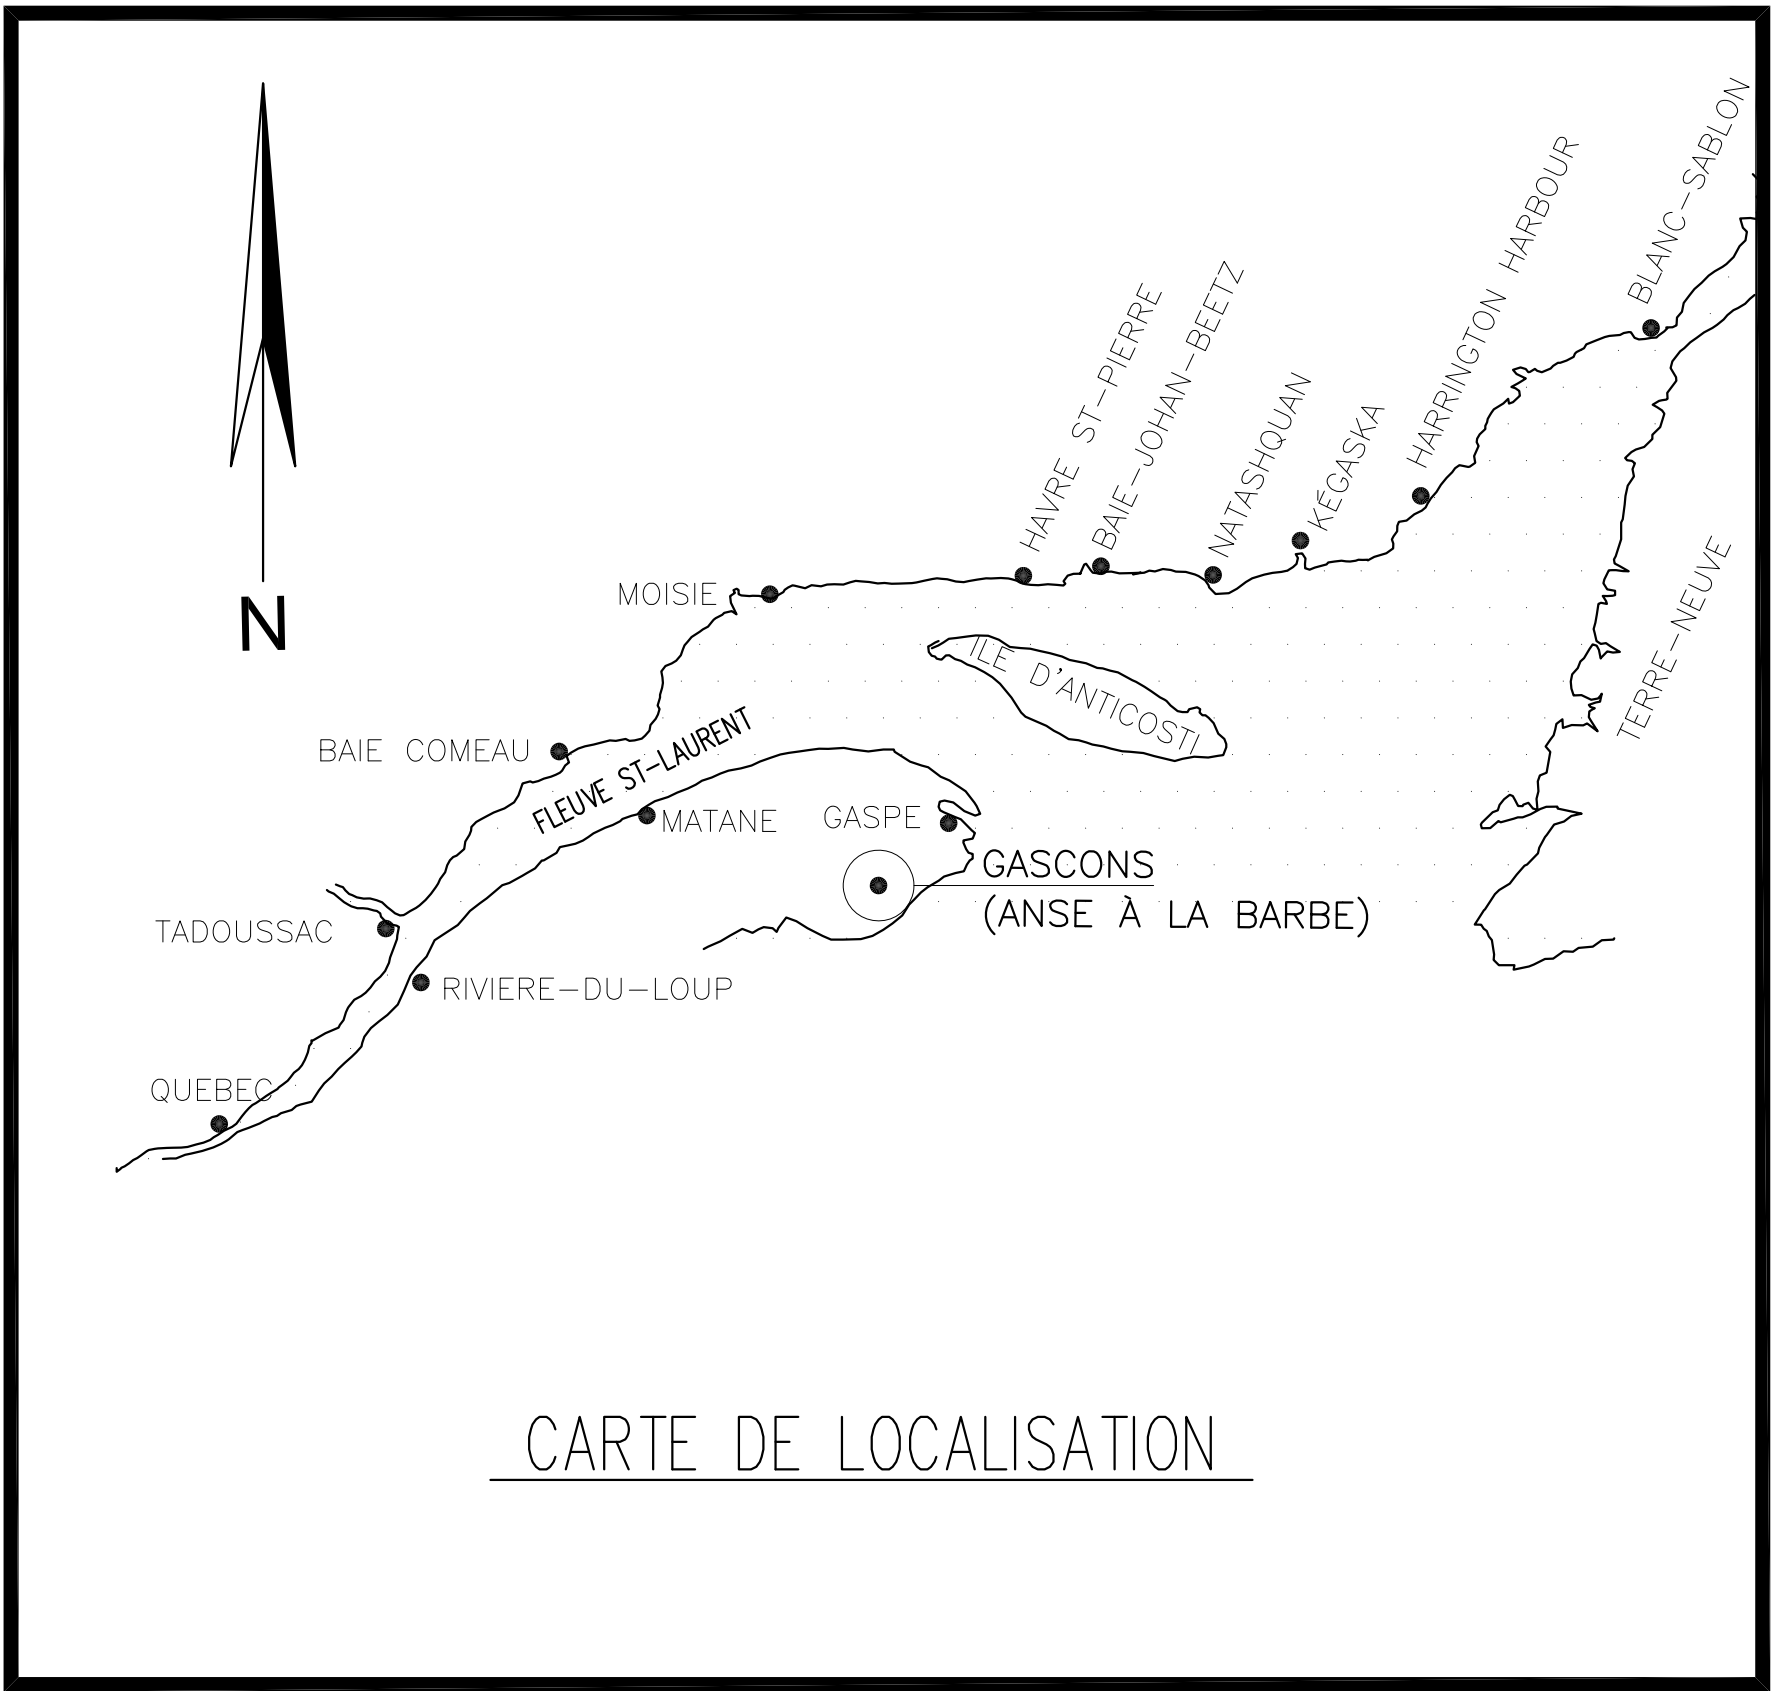 BLANC-SABLON
HARRINGTON HARBOUR
BAIE-JOHAN-BEETZ
HAVRE ST-PIERRE
NATASHQUAN
KÉGASKA
TERRE-NEUVE
MOISIE
N
ILE D'ANTICOSTI
FLEUVE ST-LAURENT
BAIE COMEAU
MATANE
GASPE
GASCONS
(ANSE À LA BARBE)
TADOUSSAC
RIVIERE-DU-LOUP
QUEBEC
CARTE DE LOCALISATION